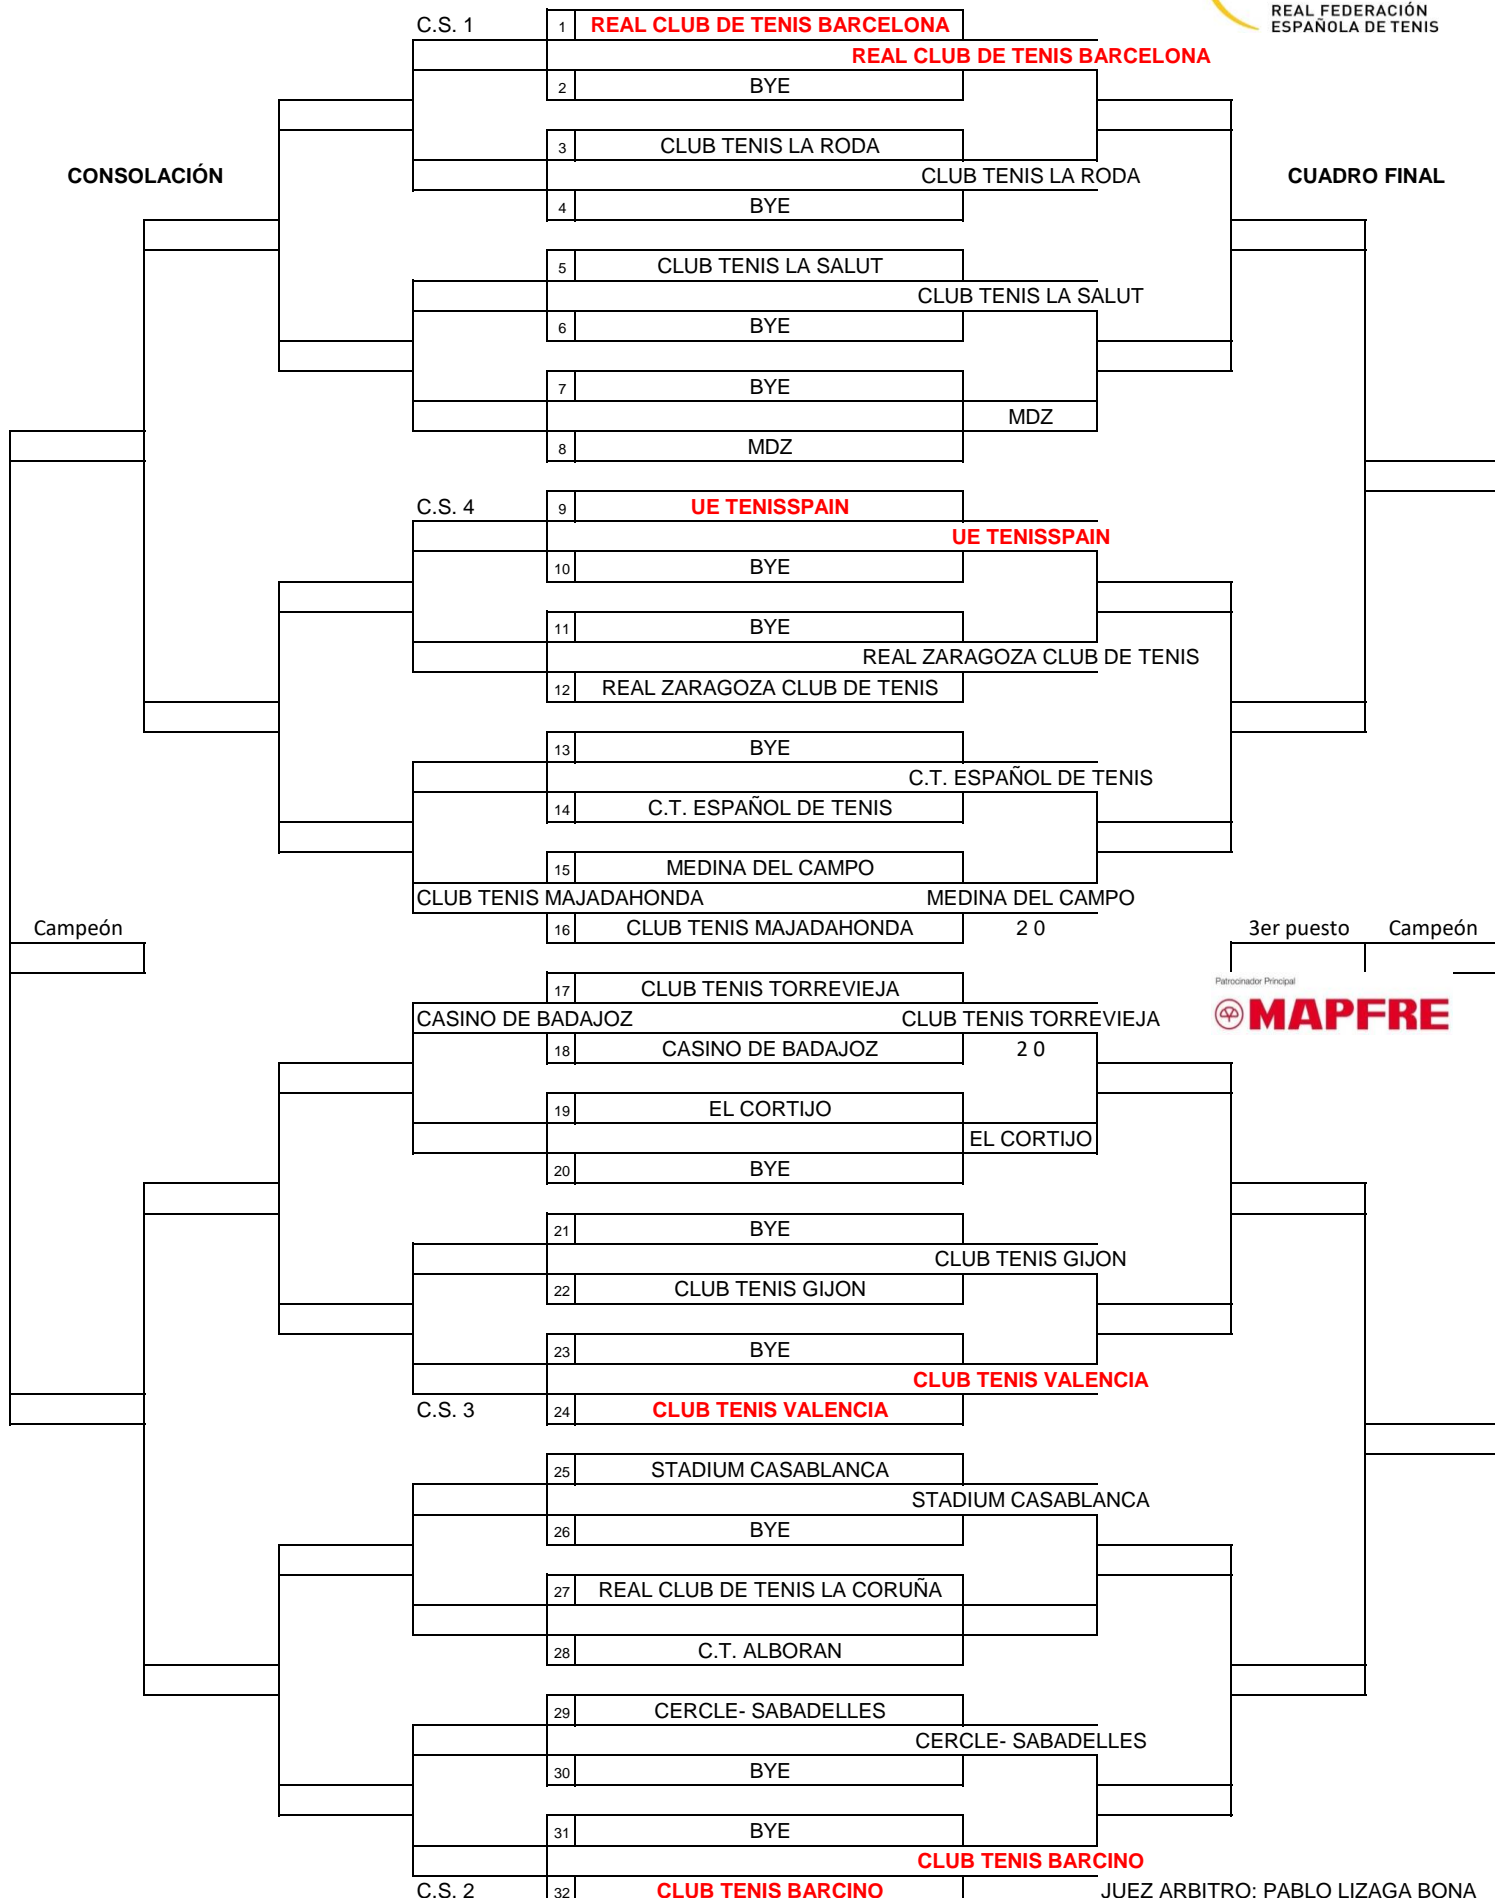 REAL FEDERACIÓN
ESPAÑOLA DE TENIS
C.S. 1 1 REAL CLUB DE TENIS BARCELONA
REAL CLUB DE TENIS BARCELONA
2 BYE
3 CLUB TENIS LA RODA
CONSOLACIÓN CLUB TENIS LA RODA CUADRO FINAL
4 BYE
5 CLUB TENIS LA SALUT
CLUB TENIS LA SALUT
6 BYE
7 BYE
MDZ
8 MDZ
C.S. 4 9 UE TENISSPAIN
UE TENISSPAIN
10 BYE
11 BYE
REAL ZARAGOZA CLUB DE TENIS
12 REAL ZARAGOZA CLUB DE TENIS
13 BYE
C.T. ESPAÑOL DE TENIS
14 C.T. ESPAÑOL DE TENIS
15 MEDINA DEL CAMPO
CLUB TENIS MAJADAHONDA MEDINA DEL CAMPO
Campeón 16 CLUB TENIS MAJADAHONDA 2 0 3er puesto Campeón
17 CLUB TENIS TORREVIEJA Patrocinador Principal
CASINO DE BADAJOZ CLUB TENIS TORREVIEJA MAPFRE
18 CASINO DE BADAJOZ 2 0
19 EL CORTIJO
EL CORTIJO
20 BYE
21 BYE
CLUB TENIS GIJON
22 CLUB TENIS GIJON
23 BYE
CLUB TENIS VALENCIA
C.S. 3 24 CLUB TENIS VALENCIA
25 STADIUM CASABLANCA
STADIUM CASABLANCA
26 BYE
27 REAL CLUB DE TENIS LA CORUÑA
28 C.T. ALBORAN
29 CERCLE- SABADELLES
CERCLE- SABADELLES
30 BYE
31 BYE
CLUB TENIS BARCINO
C.S. 2 32 CLUB TENIS BARCINO JUEZ ARBITRO: PABLO LIZAGA BONA